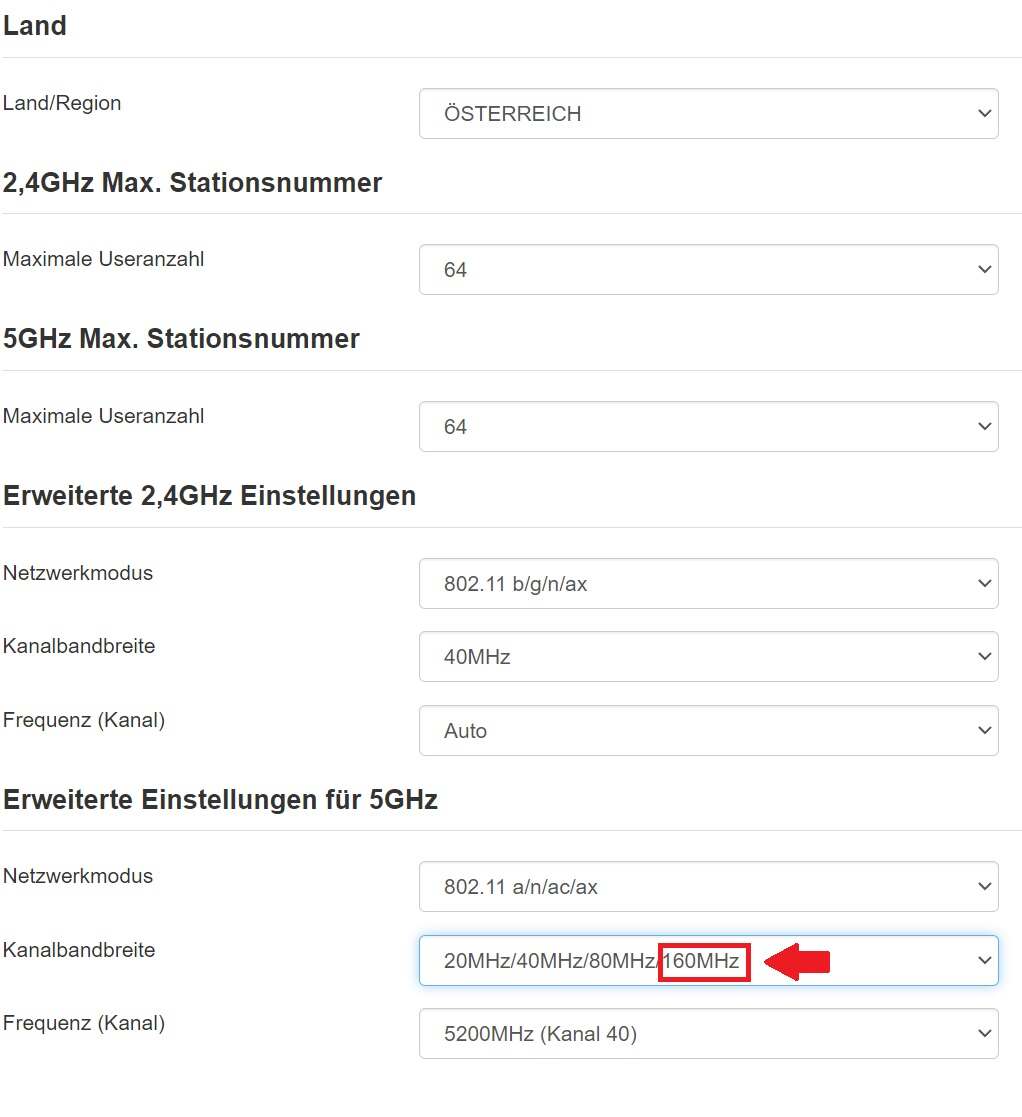 Land
Land/Region
ÖSTERREICH
2,4GHz Max. Stationsnummer
Maximale Useranzahl
64
5GHz Max. Stationsnummer
Maximale Useranzahl
64
Erweiterte 2,4GHz Einstellungen
Netzwerkmodus
802.11 b/g/n/ax
Kanalbandbreite
40MHz
Frequenz (Kanal)
Auto
Erweiterte Einstellungen für 5GHz
Netzwerkmodus
802.11 a/n/ac/ax
Kanalbandbreite
20MHz/40MHz/80MHz/160MHz
Frequenz (Kanal)
5200MHz (Kanal 40)